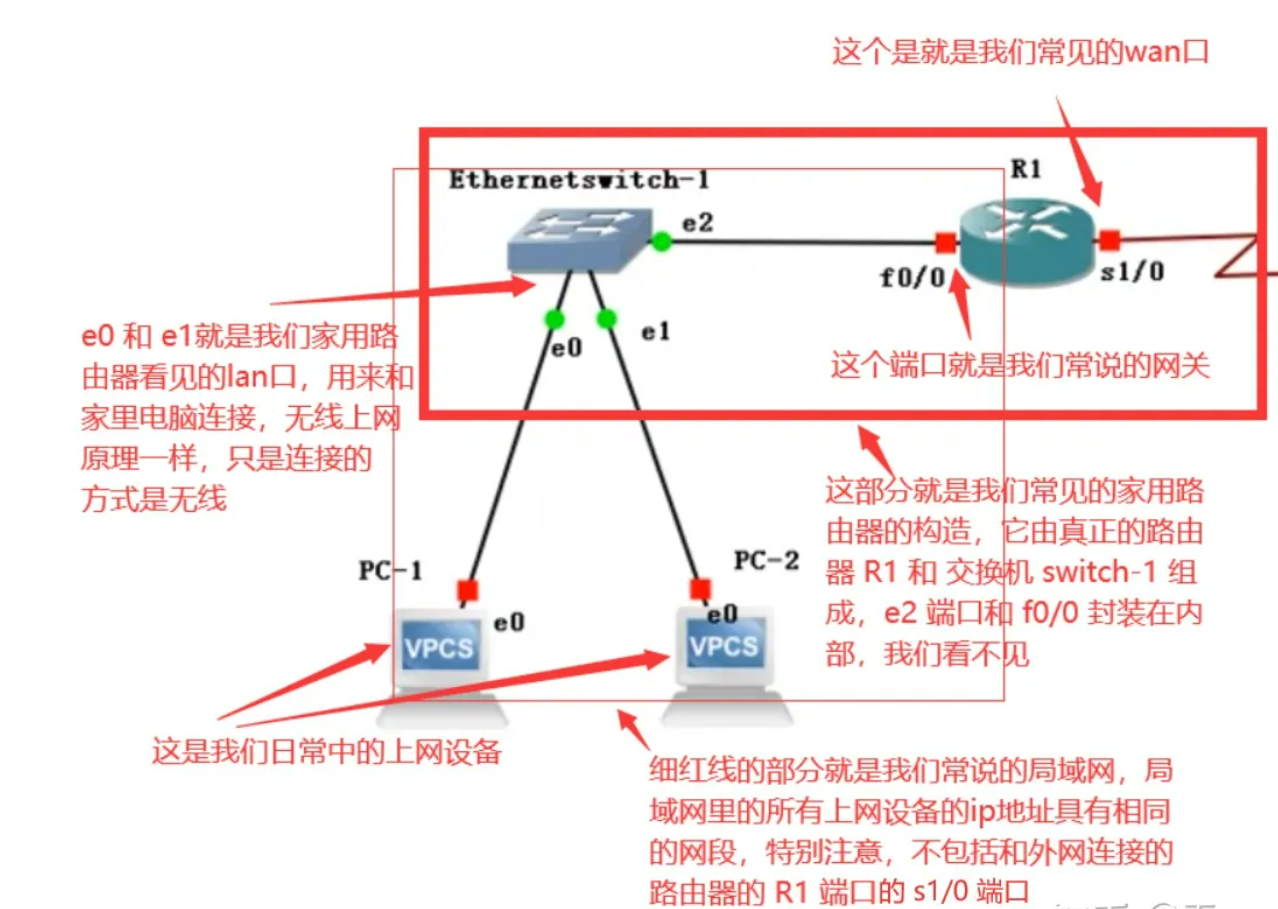 这个是就是我们常见的wan口
R1
Ethernetswitch-1
e2
f0/0
s1/0
e0 和 e1就是我们家用路
由器看见的lan口，用来和
家里电脑连接，无线上网
原理一样，只是连接的
方式是无线
e0
e1
这个端口就是我们常说的网关
这部分就是我们常见的家用路
由器的构造，它由真正的路由
器 R1 和 交换机 switch-1 组
成，e2 端口和 f0/0 封装在内
部，我们看不见
PC-1
PC-2
e0
e0
VPCS
VPCS
这是我们日常中的上网设备
细红线的部分就是我们常说的局域网，局
域网里的所有上网设备的ip地址具有相同
的网段，特别注意，不包括和外网连接的
路由器的 R1 端口的 s1/0 端口